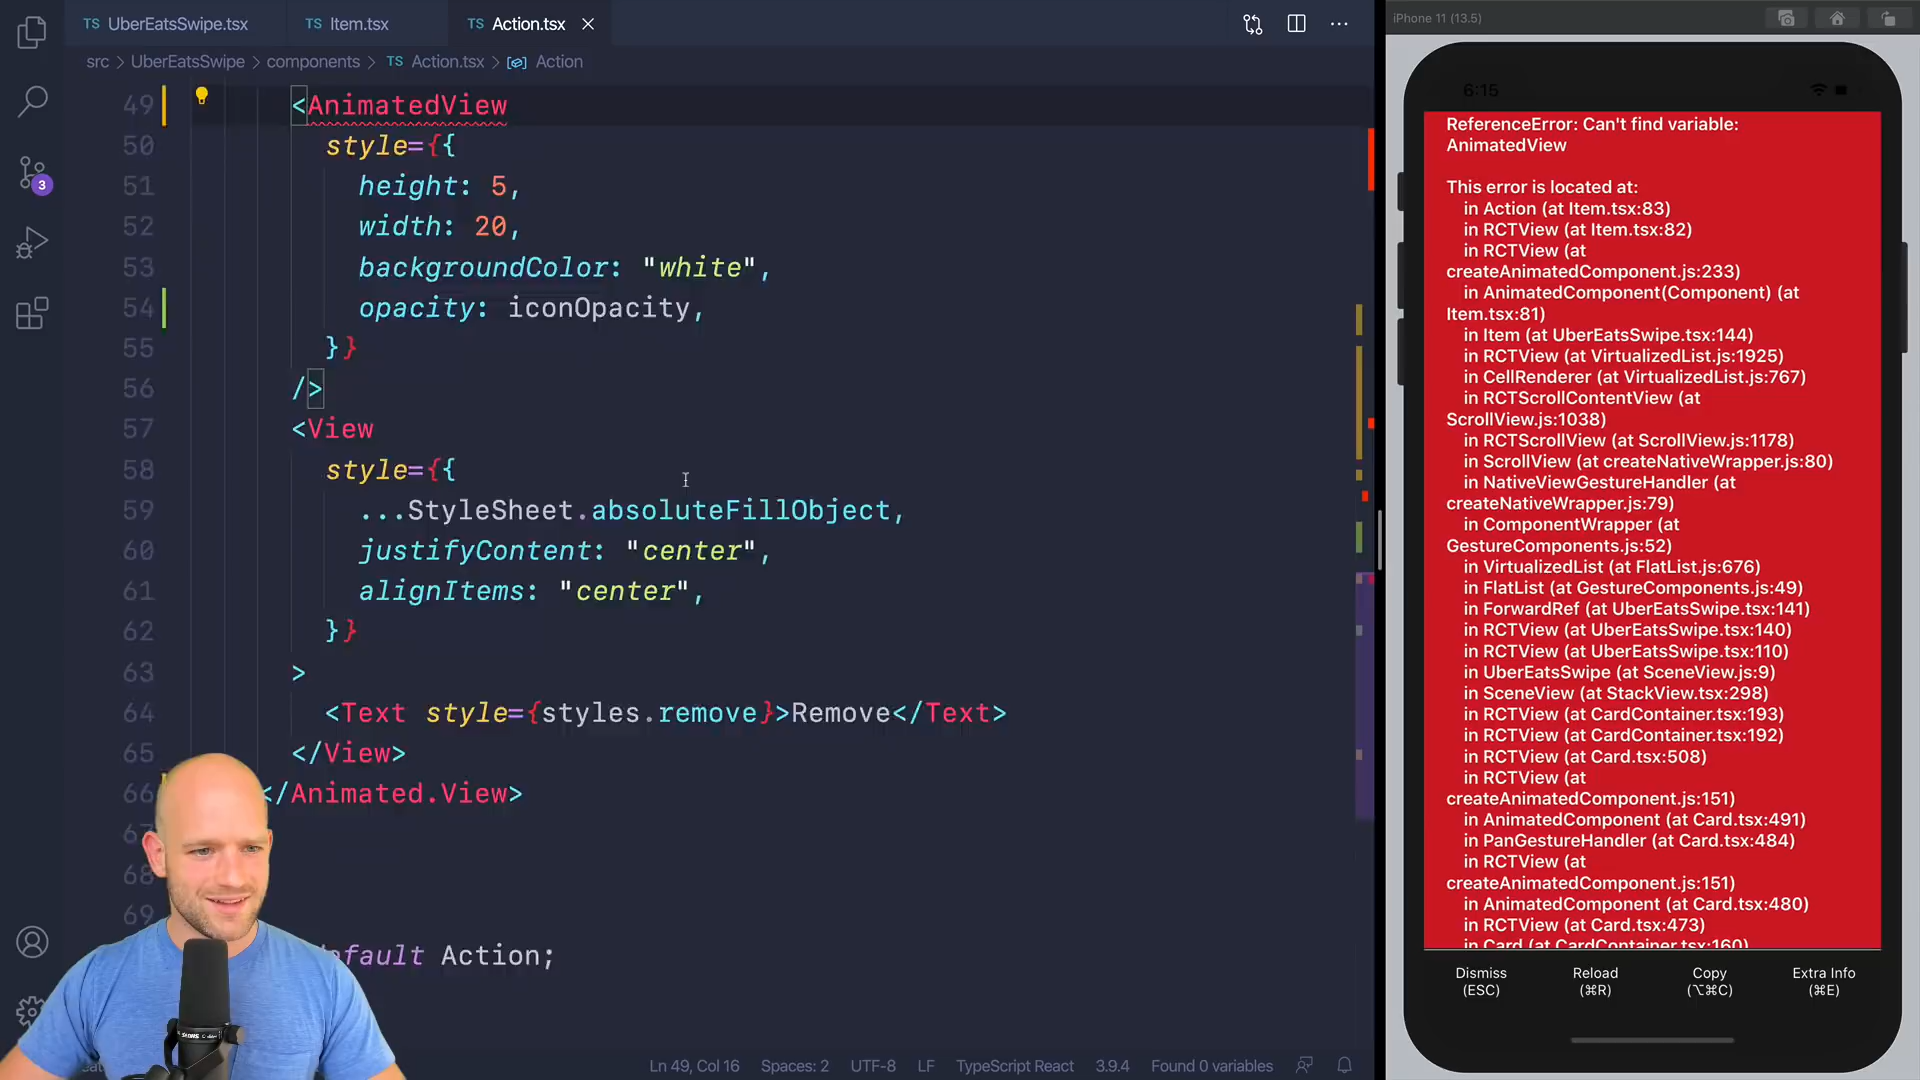 TS UberEatsSwipe.tsx
TS Item.tsx
TS Action.tsx
src > UberEatsSwipe > components > TS Action.tsx > Action
49 <AnimatedView
50 style={{
51 height: 5,
52 width: 20,
53 backgroundColor: "white",
54 opacity: iconOpacity,
55 }}
56 />
57 <View
58 style={{
59 ...StyleSheet.absoluteFillObject,
60 justifyContent: "center",
61 alignItems: "center",
62 }}
63 >
64 <Text style={styles.remove}>Remove</Text>
65 </View>
66 </Animated.View>
67
68
69
default Action;
3
Ln 49, Col 16
Spaces: 2
UTF-8
LF
TypeScript React
3.9.4
Found 0 variables
iPhone 11 (13.5)
6:15
ReferenceError: Can't find variable:
AnimatedView
This error is located at:
in Action (at Item.tsx:83)
in RCTView (at Item.tsx:82)
in RCTView (at
createAnimatedComponent.js:233)
in AnimatedComponent(Component) (at
Item.tsx:81)
in Item (at UberEatsSwipe.tsx:144)
in RCTView (at VirtualizedList.js:1925)
in CellRenderer (at VirtualizedList.js:767)
in RCTScrollContentView (at
ScrollView.js:1038)
in RCTScrollView (at ScrollView.js:1178)
in ScrollView (at createNativeWrapper.js:80)
in NativeViewGestureHandler (at
createNativeWrapper.js:79)
in ComponentWrapper (at
GestureComponents.js:52)
in VirtualizedList (at FlatList.js:676)
in FlatList (at GestureComponents.js:49)
in ForwardRef (at UberEatsSwipe.tsx:141)
in RCTView (at UberEatsSwipe.tsx:140)
in RCTView (at UberEatsSwipe.tsx:110)
in UberEatsSwipe (at SceneView.js:9)
in SceneView (at StackView.tsx:298)
in RCTView (at CardContainer.tsx:193)
in RCTView (at CardContainer.tsx:192)
in RCTView (at Card.tsx:508)
in RCTView (at
createAnimatedComponent.js:151)
in AnimatedComponent (at Card.tsx:491)
in PanGestureHandler (at Card.tsx:484)
in RCTView (at
createAnimatedComponent.js:151)
in AnimatedComponent (at Card.tsx:480)
in RCTView (at Card.tsx:473)
in Card (at CardContainer.tsx:160)
Dismiss
(ESC)
Reload
(⌘R)
Copy
(⌥⌘C)
Extra Info
(⌘E)